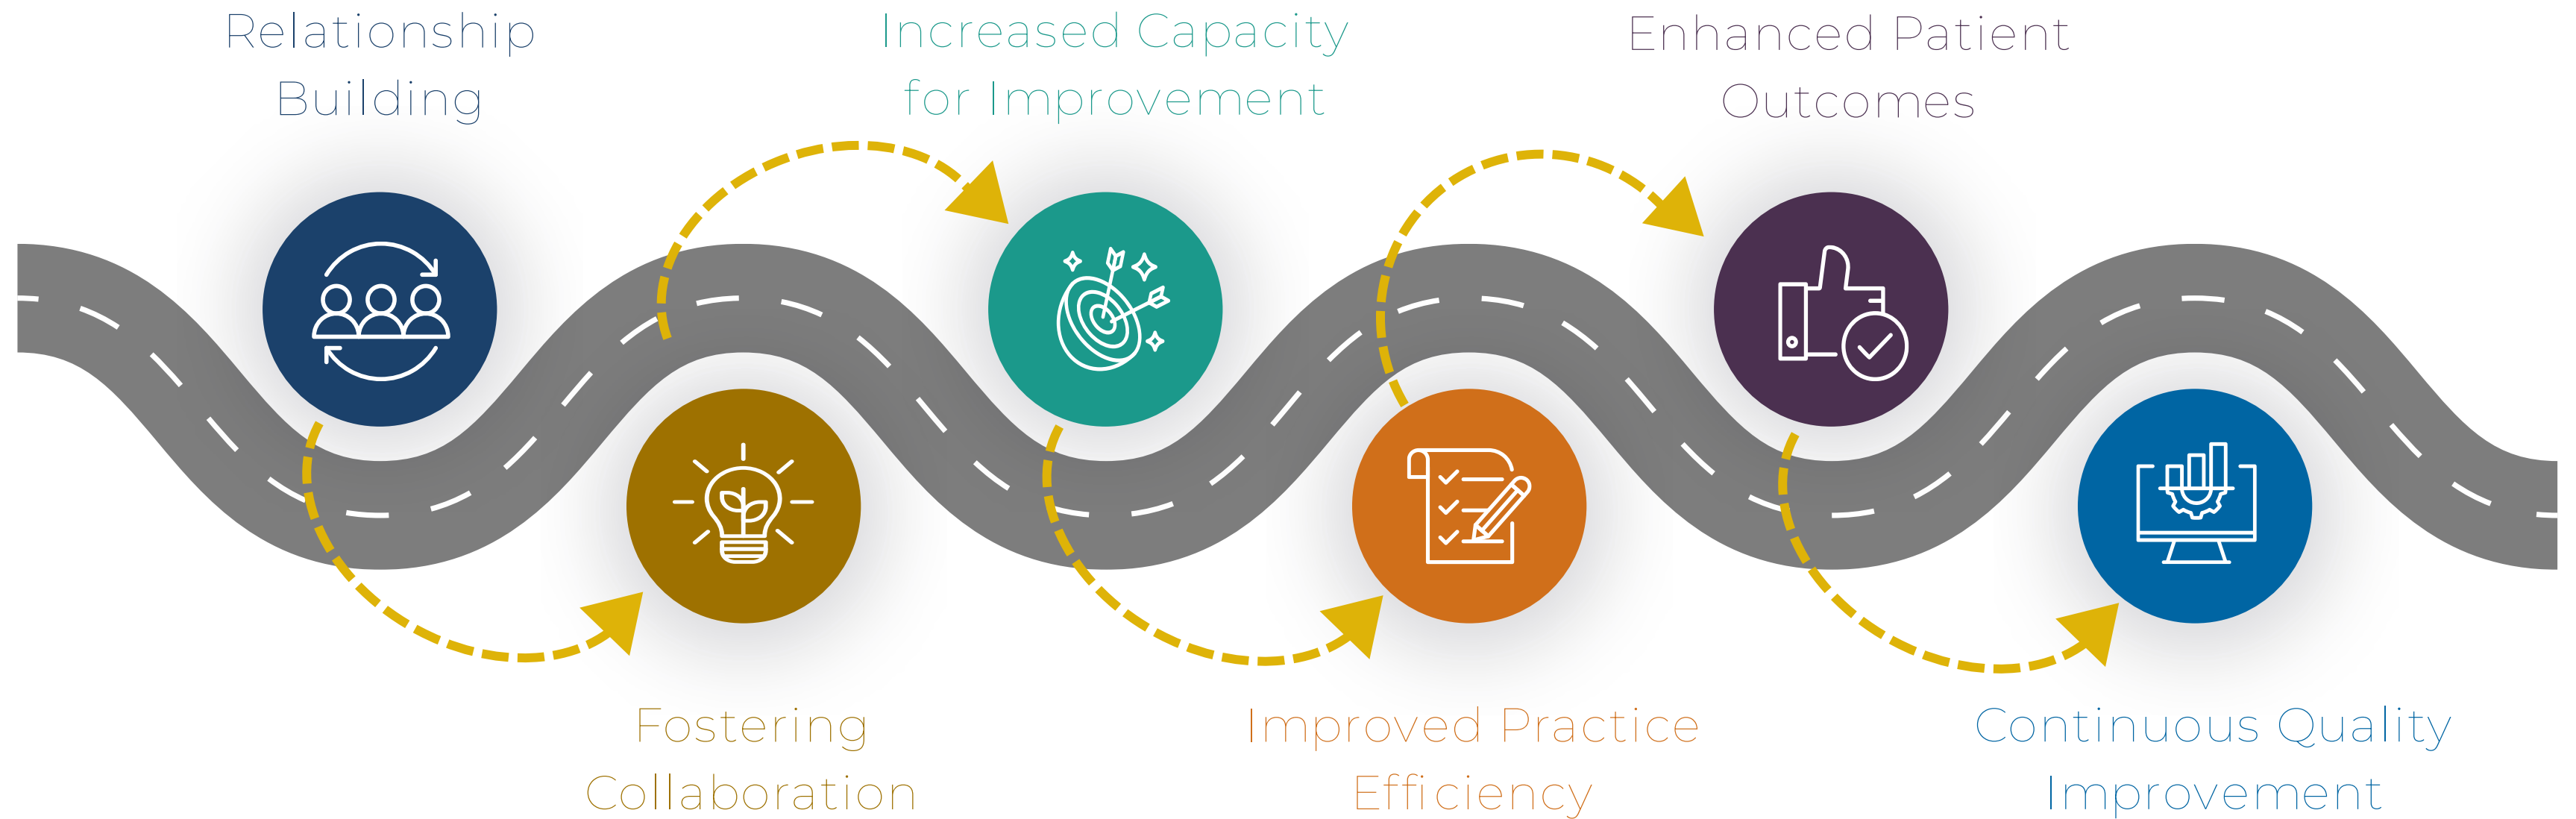 Relationship
Building
Fostering
Collaboration
Increased Capacity
for Improvement
Improved Practice
Efficiency
Enhanced Patient
Outcomes
Continuous Quality
Improvement